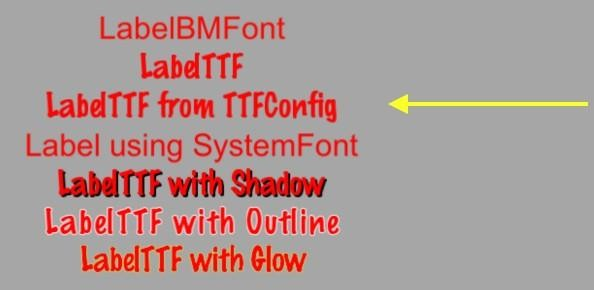 LabelBMFont
LabelTTF
LabelTTF from TTFConfig
Label using SystemFont
LabelTTF with Shadow
LabelTTF with Outline
LabelTTF with Glow